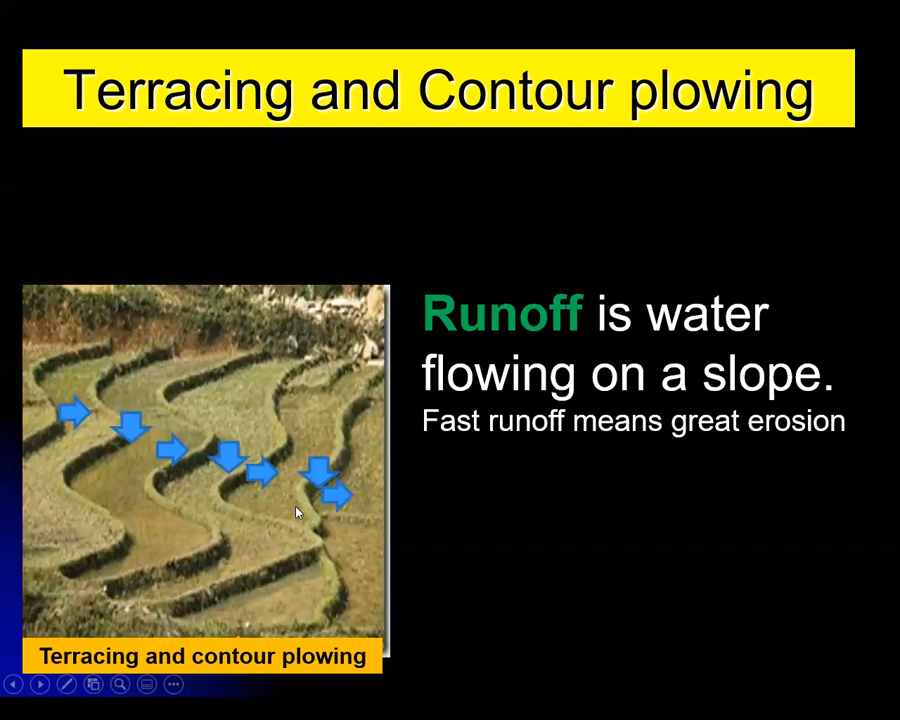 Terracing and Contour plowing
Runoff is water
flowing on a slope.
Fast runoff means great erosion
Terracing and contour plowing